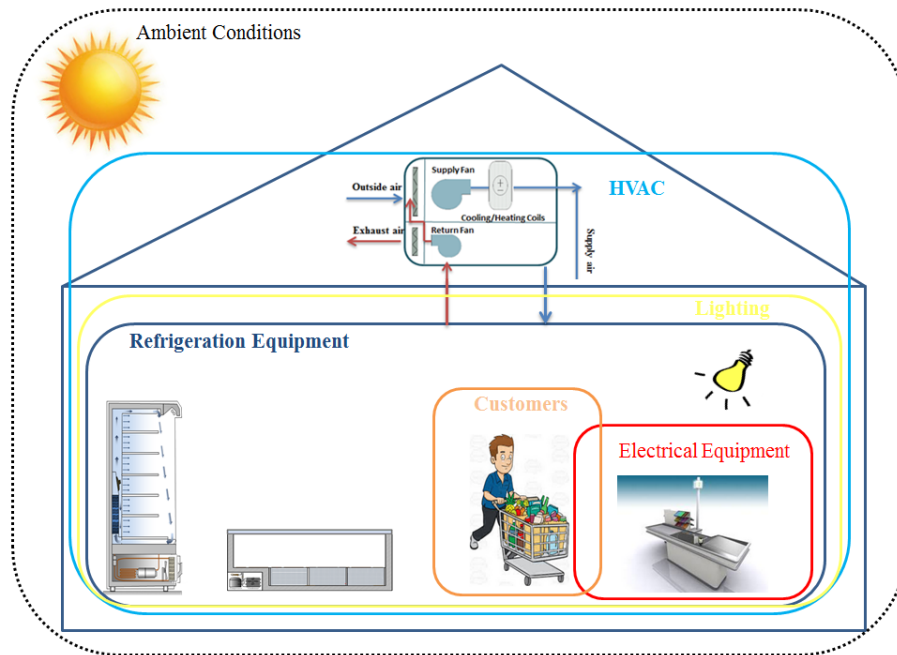 Ambient Conditions
HVAC
Supply Fan
Outside air
Cooling/Heating Coils
Exhaust air
Return Fan
Supply air
Lighting
Refrigeration Equipment
Customers
Electrical Equipment